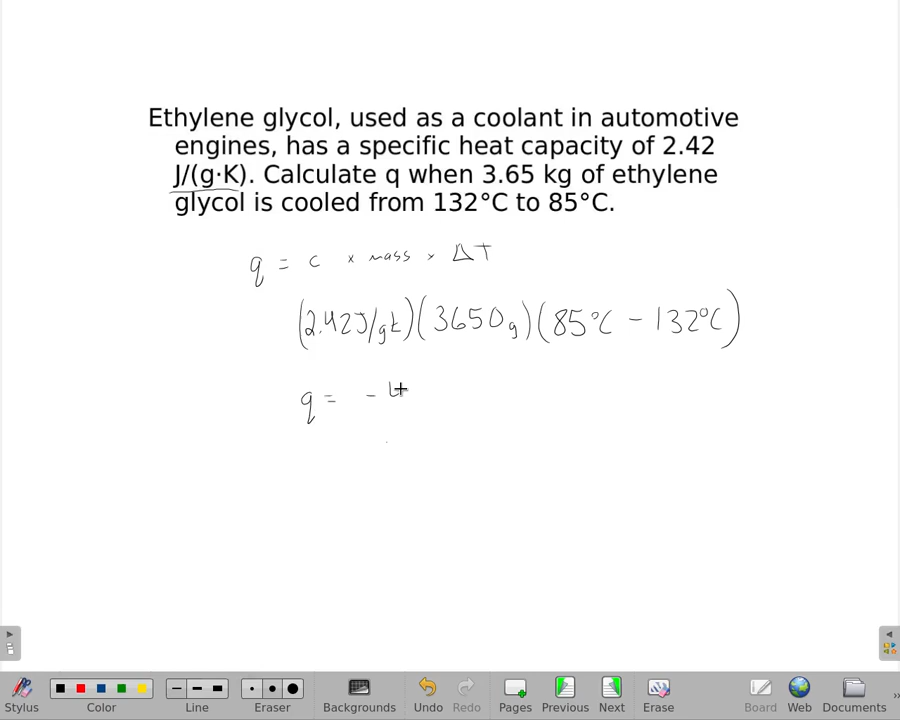 Ethylene glycol, used as a coolant in automotive
engines, has a specific heat capacity of 2.42
J/(g·K). Calculate q when 3.65 kg of ethylene
glycol is cooled from 132°C to 85°C.
q = c × mass × ΔT
(2.42J/gk)(3650g)(85°C - 132°C)
q = - 4
Stylus Color Line Eraser Backgrounds Undo Redo Pages Previous Next Erase Board Web Documents